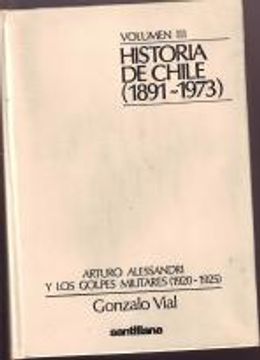 VOLUMEN III
HISTORIA
DE CHILE
(1891-1973)
ARTURO ALESSANDRI
Y LOS GOLPES MILITARES (1920-1925)
Gonzalo Vial
santillana